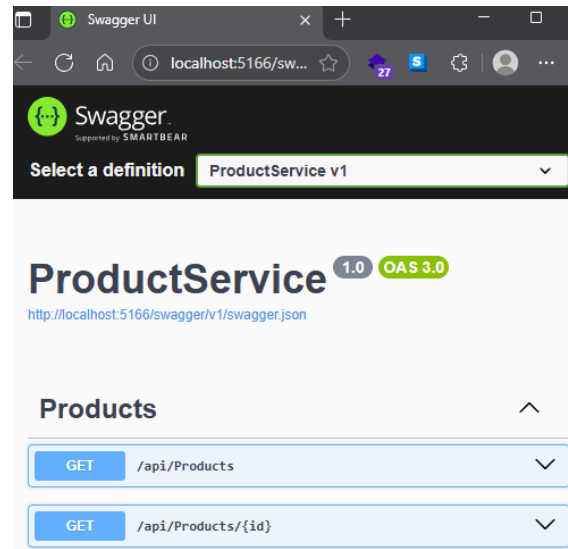 Swagger UI
localhost:5166/sw...
27
S
{···} Swagger
Supported by SMARTBEAR
Select a definition ProductService v1
ProductService 1.0 OAS 3.0
http://localhost:5166/swagger/v1/swagger.json
Products
GET /api/Products
GET /api/Products/{id}